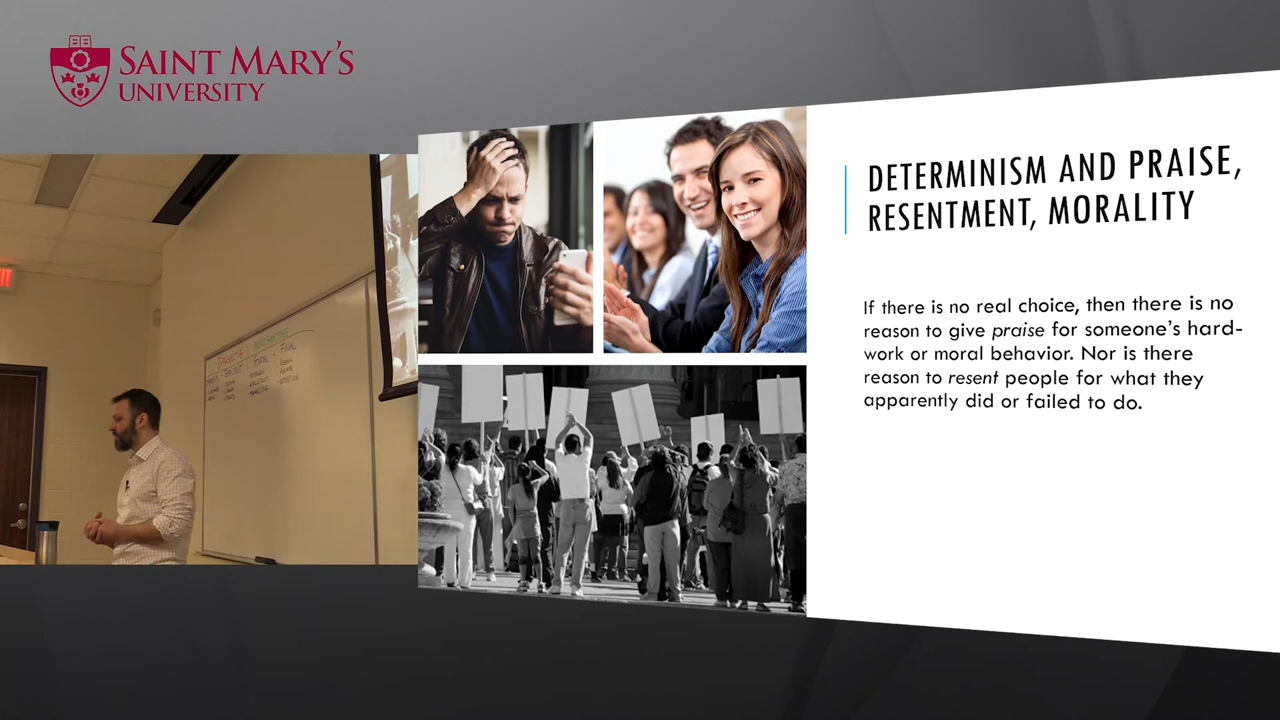 SAINT MARY'S
UNIVERSITY
DETERMINISM AND PRAISE,
RESENTMENT, MORALITY
If there is no real choice, then there is no
reason to give praise for someone's hard-
work or moral behavior. Nor is there
reason to resent people for what they
apparently did or failed to do.